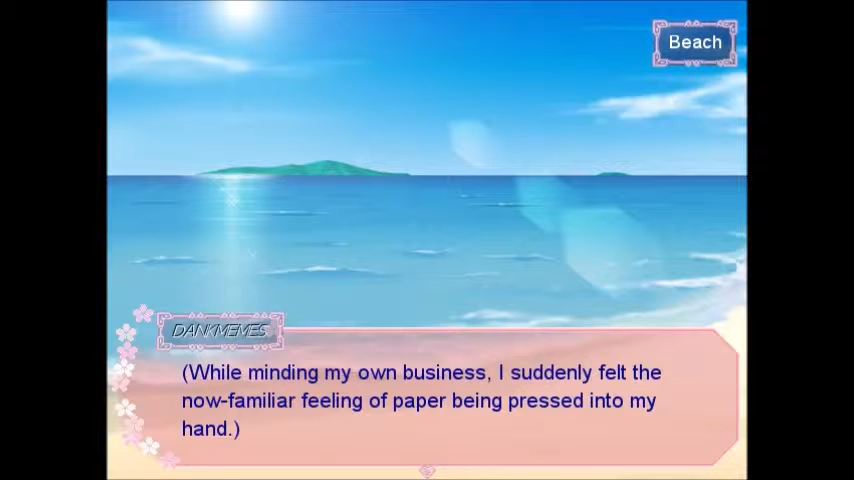 Beach
DANKMEMES
(While minding my own business, I suddenly felt the
now-familiar feeling of paper being pressed into my
hand.)